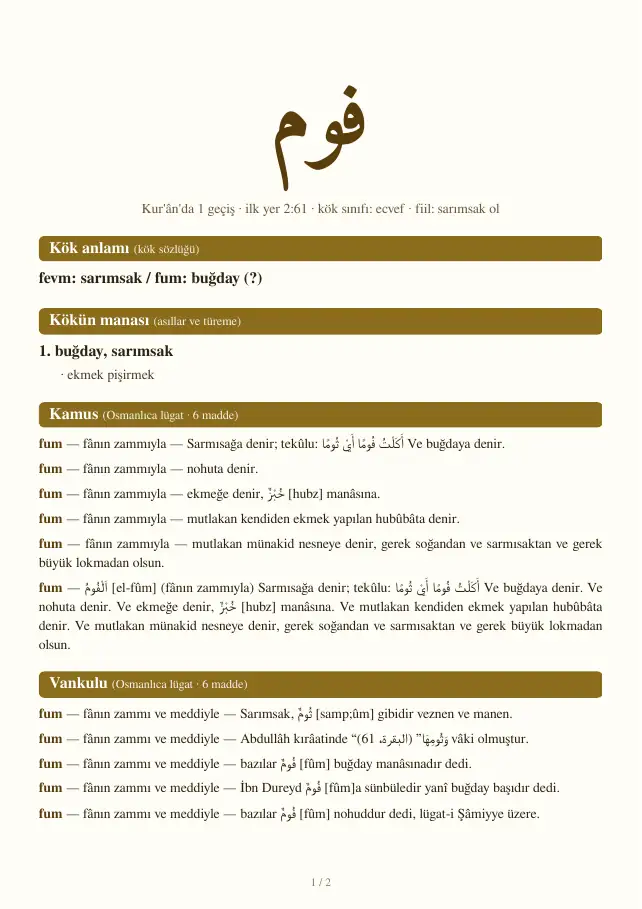 فوم
Kur'ân'da 1 geçiş · ilk yer 2:61 · kök sınıfı: ecvef · fiil: sarımsak ol
Kök anlamı (kök sözlüğü)
fevm: sarımsak / fum: buğday (?)
Kökün manası (asıllar ve türeme)
1. buğday, sarımsak
· ekmek pişirmek
Kamus (Osmanlıca lügat · 6 madde)
fum — fânın zammıyla — Sarmısağa denir; tekûlu: أَكَلْتُ فُومًا أَيْ ثُومًا Ve buğdaya denir.
fum — fânın zammıyla — nohuta denir.
fum — fânın zammıyla — ekmeğe denir, خُبْزٌ [hubz] manâsına.
fum — fânın zammıyla — mutlakan kendiden ekmek yapılan hubûbâta denir.
fum — fânın zammıyla — mutlakan münakid nesneye denir, gerek soğandan ve sarmısaktan ve gerek
büyük lokmadan olsun.
fum — اَلْفُومُ [el-fûm] (fânın zammıyla) Sarmısağa denir; tekûlu: أَكَلْتُ فُومًا أَيْ ثُومًا Ve buğdaya denir. Ve
nohuta denir. Ve ekmeğe denir, خُبْزٌ [hubz] manâsına. Ve mutlakan kendiden ekmek yapılan hubûbâta
denir. Ve mutlakan münakid nesneye denir, gerek soğandan ve sarmısaktan ve gerek büyük lokmadan
olsun.
Vankulu (Osmanlıca lügat · 6 madde)
fum — fânın zammı ve meddiyle — Sarımsak, ثُومٌ [samp;ûm] gibidir veznen ve manen.
fum — fânın zammı ve meddiyle — Abdullâh kırâatinde “وَثُومِهَا” (البقرة، 61) vâki olmuştur.
fum — fânın zammı ve meddiyle — bazılar فُومٌ [fûm] buğday manâsınadır dedi.
fum — fânın zammı ve meddiyle — İbn Dureyd فُومٌ [fûm]a sünbüledir yanî buğday başıdır dedi.
fum — fânın zammı ve meddiyle — bazılar فُومٌ [fûm] nohuddur dedi, lügat-i Şâmiyye üzere.
1 / 2